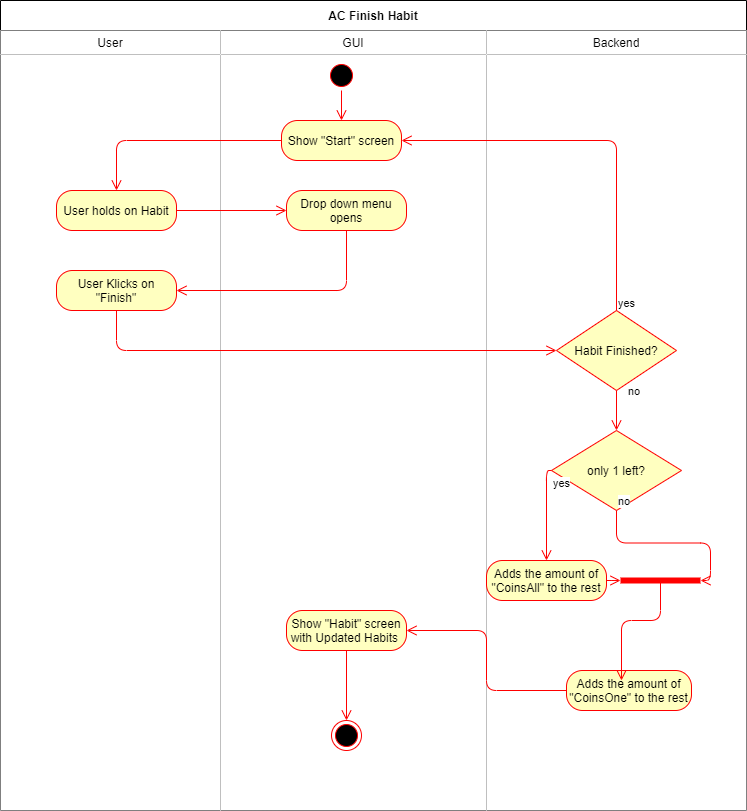 AC Finish Habit
User
GUI
Backend
Show "Start" screen
User holds on Habit
Drop down menu
opens
User Klicks on
"Finish"
yes
Habit Finished?
no
only 1 left?
yes
no
Adds the amount of
"CoinsAll" to the rest
Show "Habit" screen
with Updated Habits
Adds the amount of
"CoinsOne" to the rest